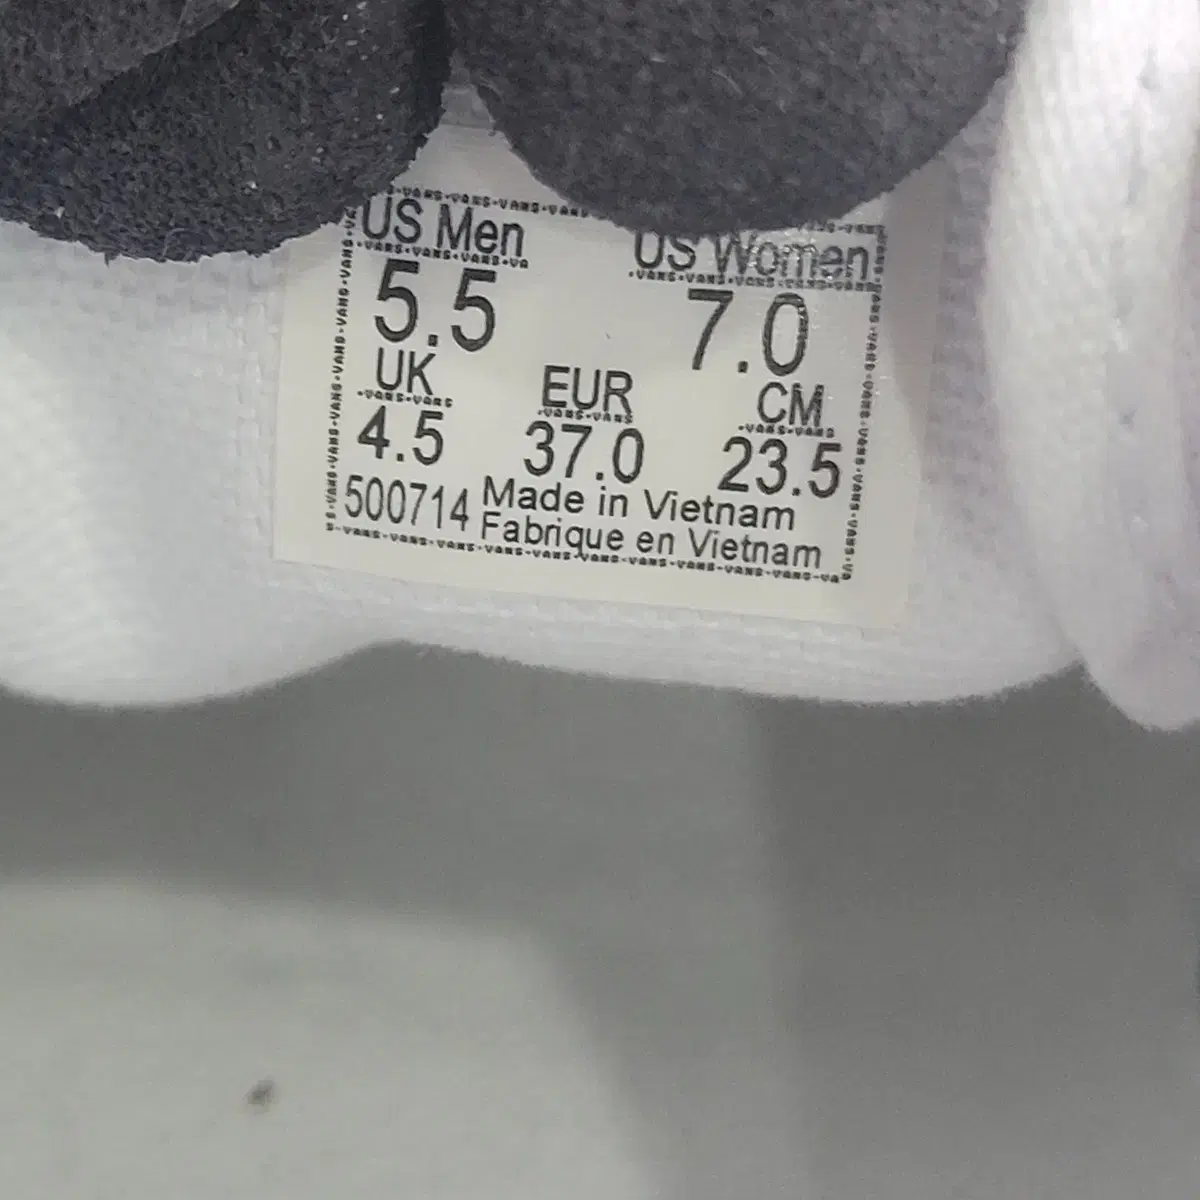 US Men US Women
5.5 7.0
UK EUR CM
4.5 37.0 23.5
500714 Made in Vietnam
Fabrique en Vietnam